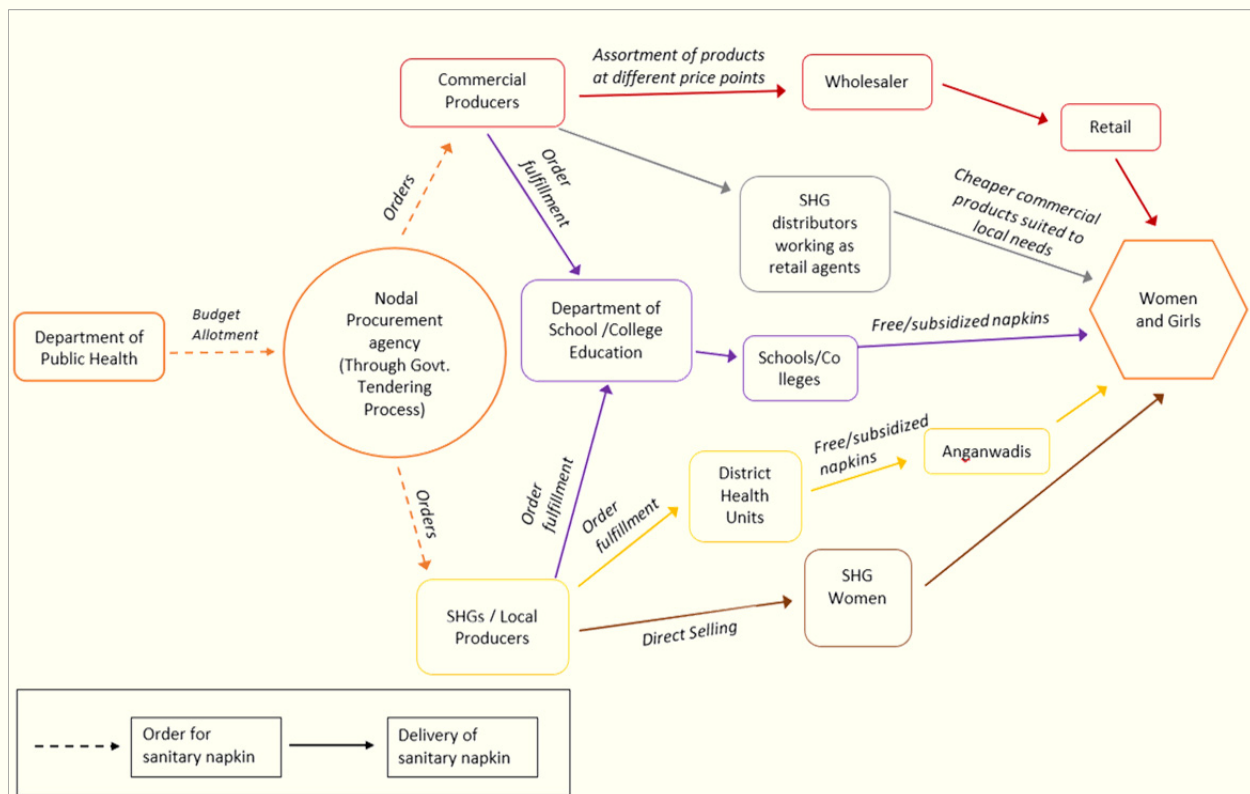 Assortment of products
at different price points
Commercial
Producers
Wholesaler
Retail
Orders
Order
fulfillment
SHG
distributors
working as
retail agents
Cheaper commercial
products suited to
local needs
Department of
Public Health
Budget
Allotment
Nodal
Procurement
agency
(Through Govt.
Tendering
Process)
Department of
School /College
Education
Schools/Co
lleges
Free/subsidized napkins
Women
and Girls
Orders
Order
fulfillment
Order
fulfillment
District
Health
Units
Free/subsidized
napkins
Anganwadis
SHGs / Local
Producers
Direct Selling
SHG
Women
Order for
sanitary napkin
Delivery of
sanitary napkin